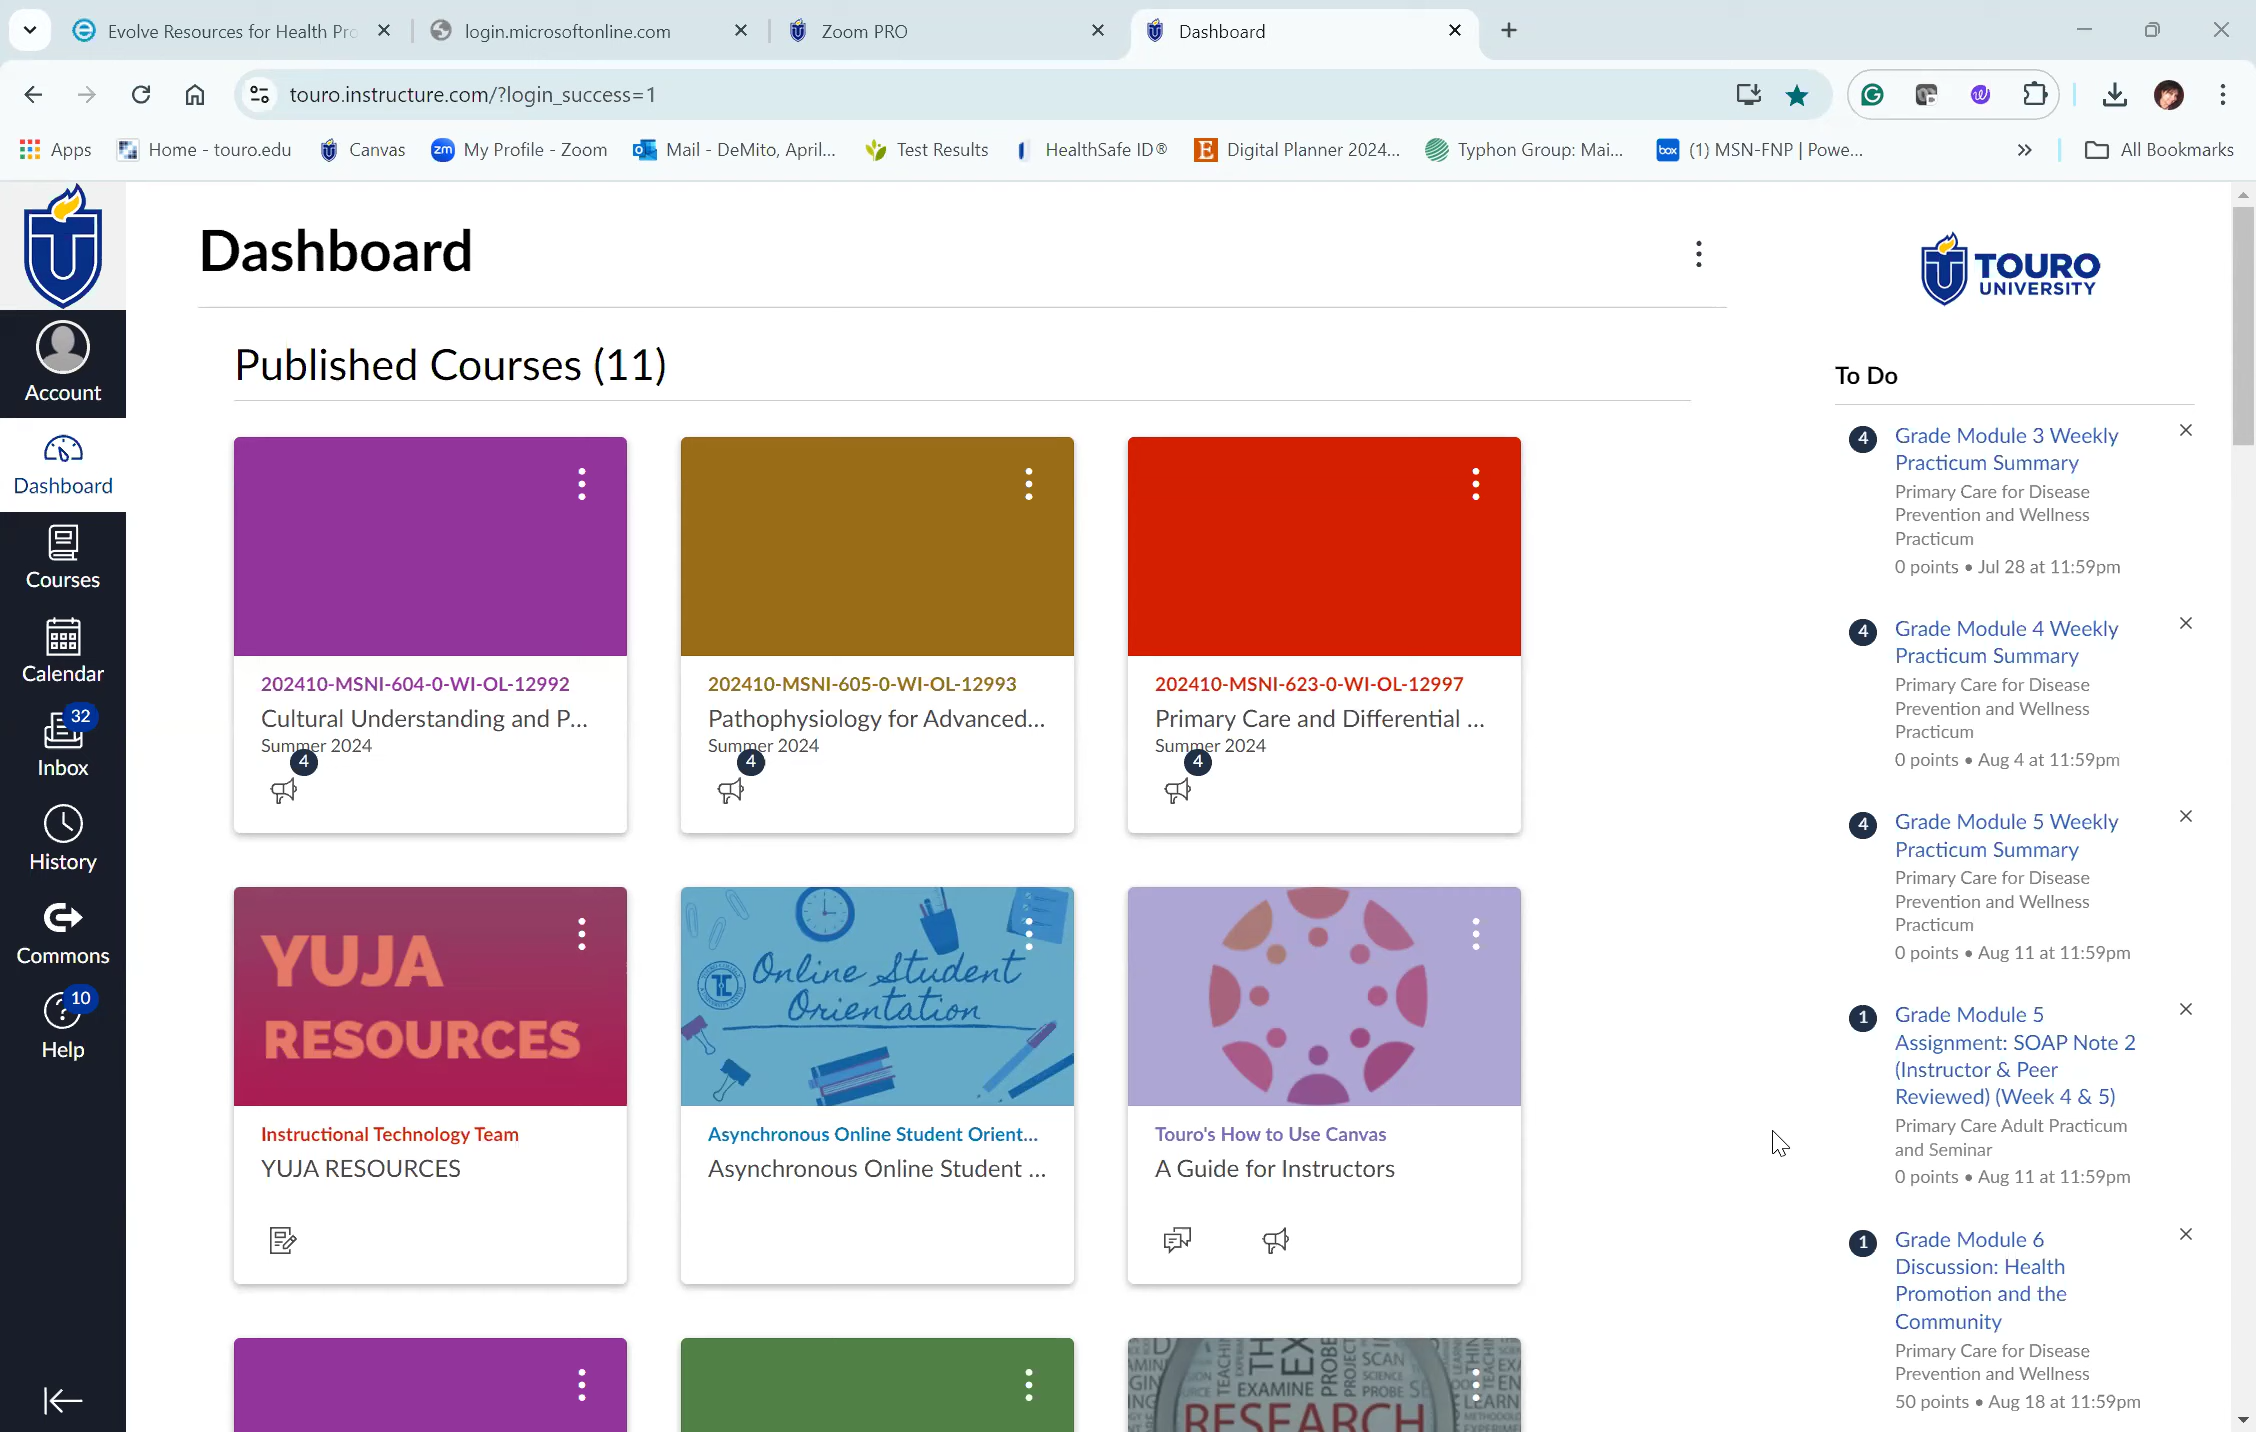 Evolve Resources for Health Pro
login.microsoftonline.com
Zoom PRO
Dashboard
touro.instructure.com/?login_success=1
Apps
Home - touro.edu
Canvas
zm My Profile - Zoom
Mail - DeMito, April...
Test Results
HealthSafe ID®
E Digital Planner 2024...
Typhon Group: Mai...
box (1) MSN-FNP | Powe...
» All Bookmarks
Account
Dashboard
Courses
Calendar
32
Inbox
History
Commons
10
Help
Dashboard
Published Courses (11)
202410-MSNI-604-0-WI-OL-12992
Cultural Understanding and P...
Summer 2024
4
202410-MSNI-605-0-WI-OL-12993
Pathophysiology for Advanced...
Summer 2024
4
202410-MSNI-623-0-WI-OL-12997
Primary Care and Differential ...
Summer 2024
4
YUJA
RESOURCES
Instructional Technology Team
YUJA RESOURCES
Online Student
Orientation
Asynchronous Online Student Orient...
Asynchronous Online Student ...
Touro's How to Use Canvas
A Guide for Instructors
EXAMINE
PROBE
PROJECT
SCAN
SCIENCE
TEACH
LEARN
RESEARCH
TOURO
UNIVERSITY
To Do
4
Grade Module 3 Weekly
Practicum Summary
Primary Care for Disease
Prevention and Wellness
Practicum
0 points • Jul 28 at 11:59pm
4
Grade Module 4 Weekly
Practicum Summary
Primary Care for Disease
Prevention and Wellness
Practicum
0 points • Aug 4 at 11:59pm
4
Grade Module 5 Weekly
Practicum Summary
Primary Care for Disease
Prevention and Wellness
Practicum
0 points • Aug 11 at 11:59pm
1
Grade Module 5
Assignment: SOAP Note 2
(Instructor & Peer
Reviewed) (Week 4 & 5)
Primary Care Adult Practicum
and Seminar
0 points • Aug 11 at 11:59pm
1
Grade Module 6
Discussion: Health
Promotion and the
Community
Primary Care for Disease
Prevention and Wellness
50 points • Aug 18 at 11:59pm